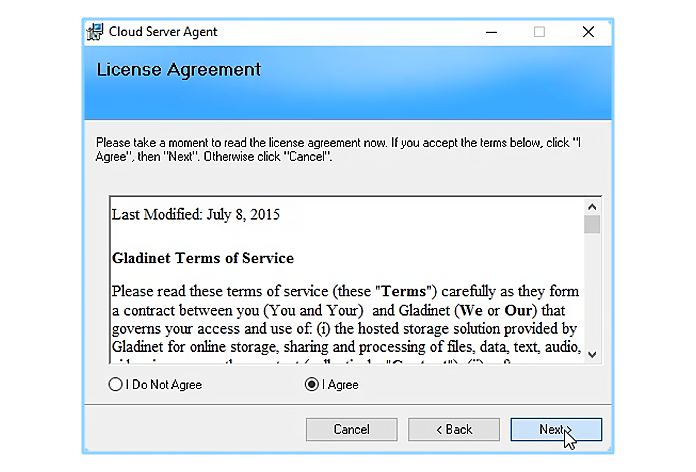 Cloud Server Agent
License Agreement
Please take a moment to read the license agreement now. If you accept the terms below, click "I
Agree", then "Next". Otherwise click "Cancel".
Last Modified: July 8, 2015
Gladinet Terms of Service
Please read these terms of service (these "Terms") carefully as they form
a contract between you (You and Your) and Gladinet (We or Our) that
governs your access and use of: (i) the hosted storage solution provided by
Gladinet for online storage, sharing and processing of files, data, text, audio,
I Do Not Agree
I Agree
Cancel
< Back
Next >